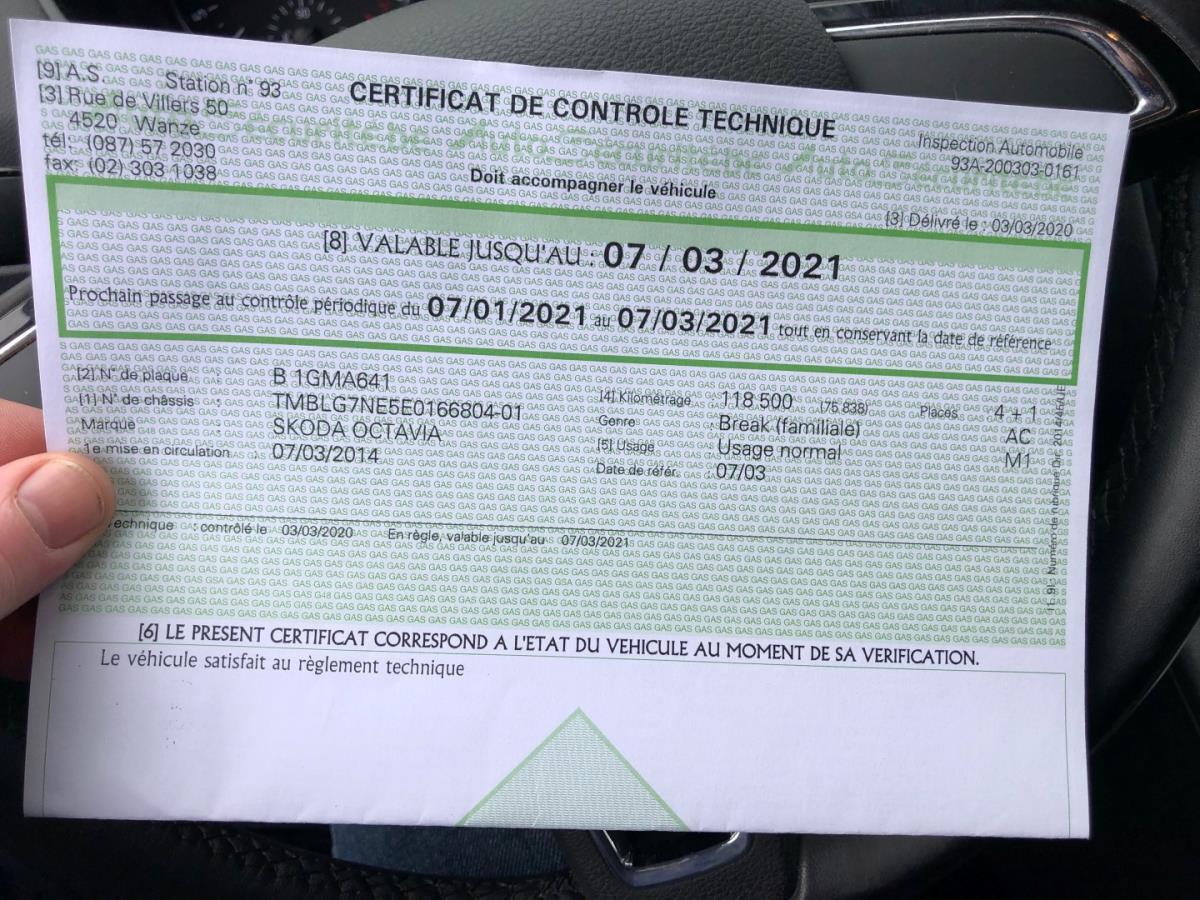 [9] A.S. Station n° 93
[3] Rue de Villers 50
4520 Wanze
tél: (087) 57 2030
fax: (02) 303 1038
CERTIFICAT DE CONTROLE TECHNIQUE
Doit accompagner le véhicule
Inspection Automobile
93A-200303-0161
[3] Délivré le : 03/03/2020
[8] VALABLE JUSQU'AU : 07 / 03 / 2021
Prochain passage au contrôle périodique du 07/01/2021 au 07/03/2021 tout en conservant la date de référence
[2] N° de plaque : B 1GMA641
[1] N° de châssis : TMBLG7NE5E0166804-01
Marque : SKODA OCTAVIA
1e mise en circulation : 07/03/2014
[4] Kilométrage : 118 500 (75 838) Places 4 + 1
Genre : Break (familiale) AC
[5] Usage : Usage normal M1
Date de réfer. : 07/03
echnique : contrôlé le 03/03/2020 En règle, valable jusqu'au 07/03/2021
[6] LE PRESENT CERTIFICAT CORRESPOND A L'ETAT DU VEHICULE AU MOMENT DE SA VERIFICATION.
Le véhicule satisfait au règlement technique